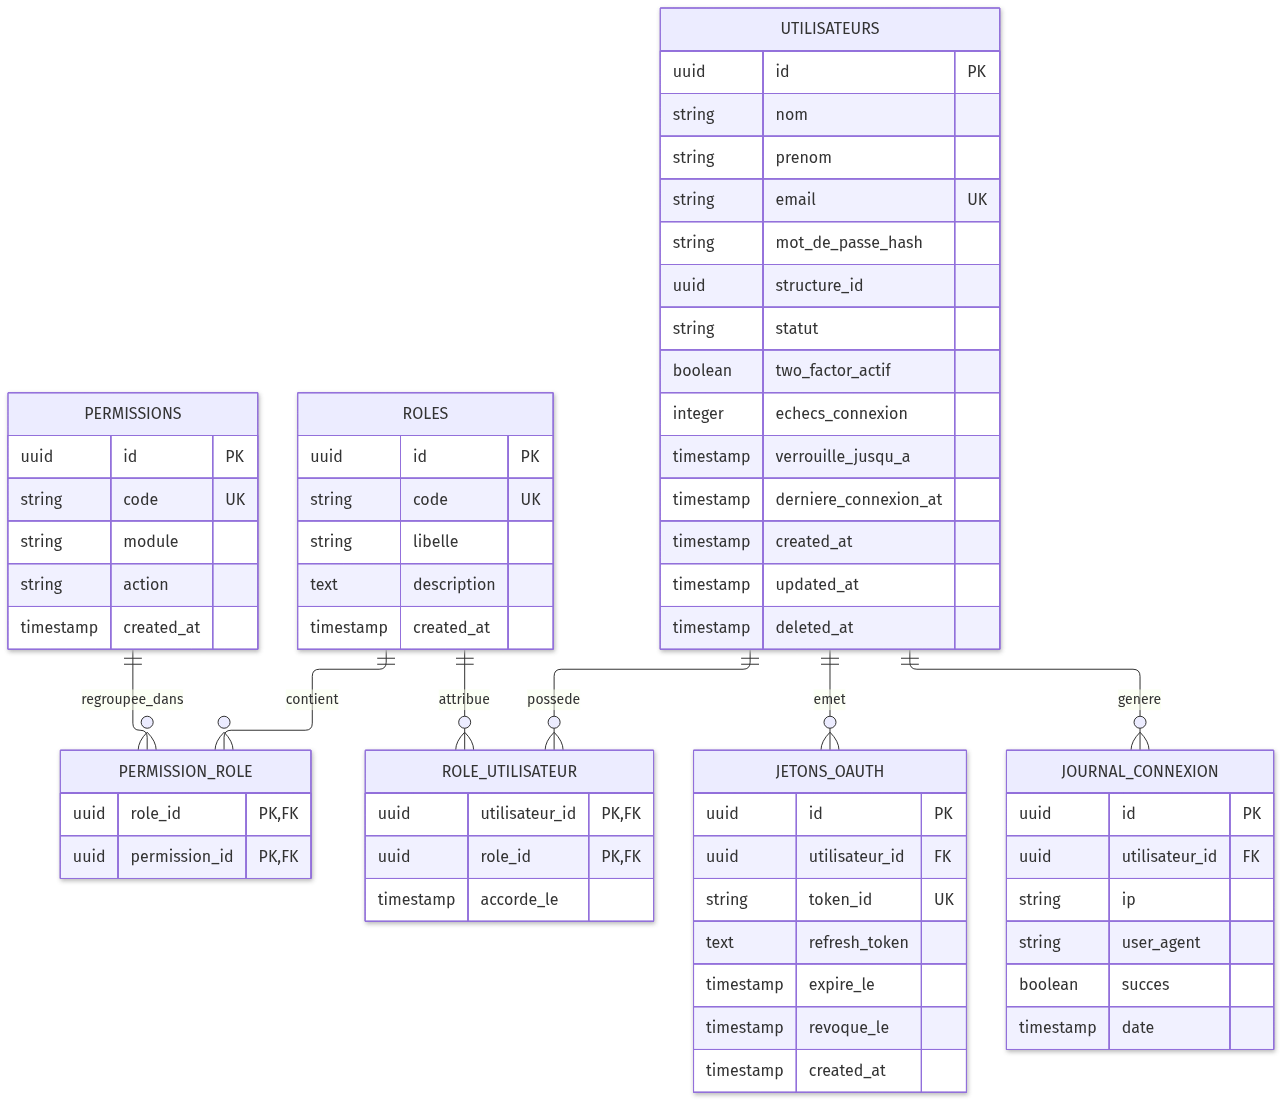 UTILISATEURS
uuid id PK
string nom
string prenom
string email UK
string mot_de_passe_hash
uuid structure_id
string statut
boolean two_factor_actif
integer echecs_connexion
timestamp verrouille_jusqu_a
timestamp derniere_connexion_at
timestamp created_at
timestamp updated_at
timestamp deleted_at
PERMISSIONS
uuid id PK
string code UK
string module
string action
timestamp created_at
ROLES
uuid id PK
string code UK
string libelle
text description
timestamp created_at
regroupee_dans
contient
attribue
possede
emet
genere
PERMISSION_ROLE
uuid role_id PK,FK
uuid permission_id PK,FK
ROLE_UTILISATEUR
uuid utilisateur_id PK,FK
uuid role_id PK,FK
timestamp accorde_le
JETONS_OAUTH
uuid id PK
uuid utilisateur_id FK
string token_id UK
text refresh_token
timestamp expire_le
timestamp revoque_le
timestamp created_at
JOURNAL_CONNEXION
uuid id PK
uuid utilisateur_id FK
string ip
string user_agent
boolean succes
timestamp date